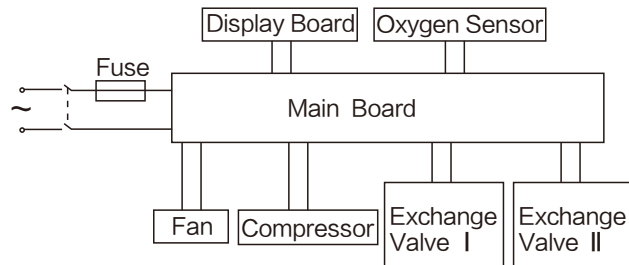 Display Board
Oxygen Sensor
Fuse
~
Main Board
Fan
Compressor
Exchange
Valve Ⅰ
Exchange
Valve Ⅱ